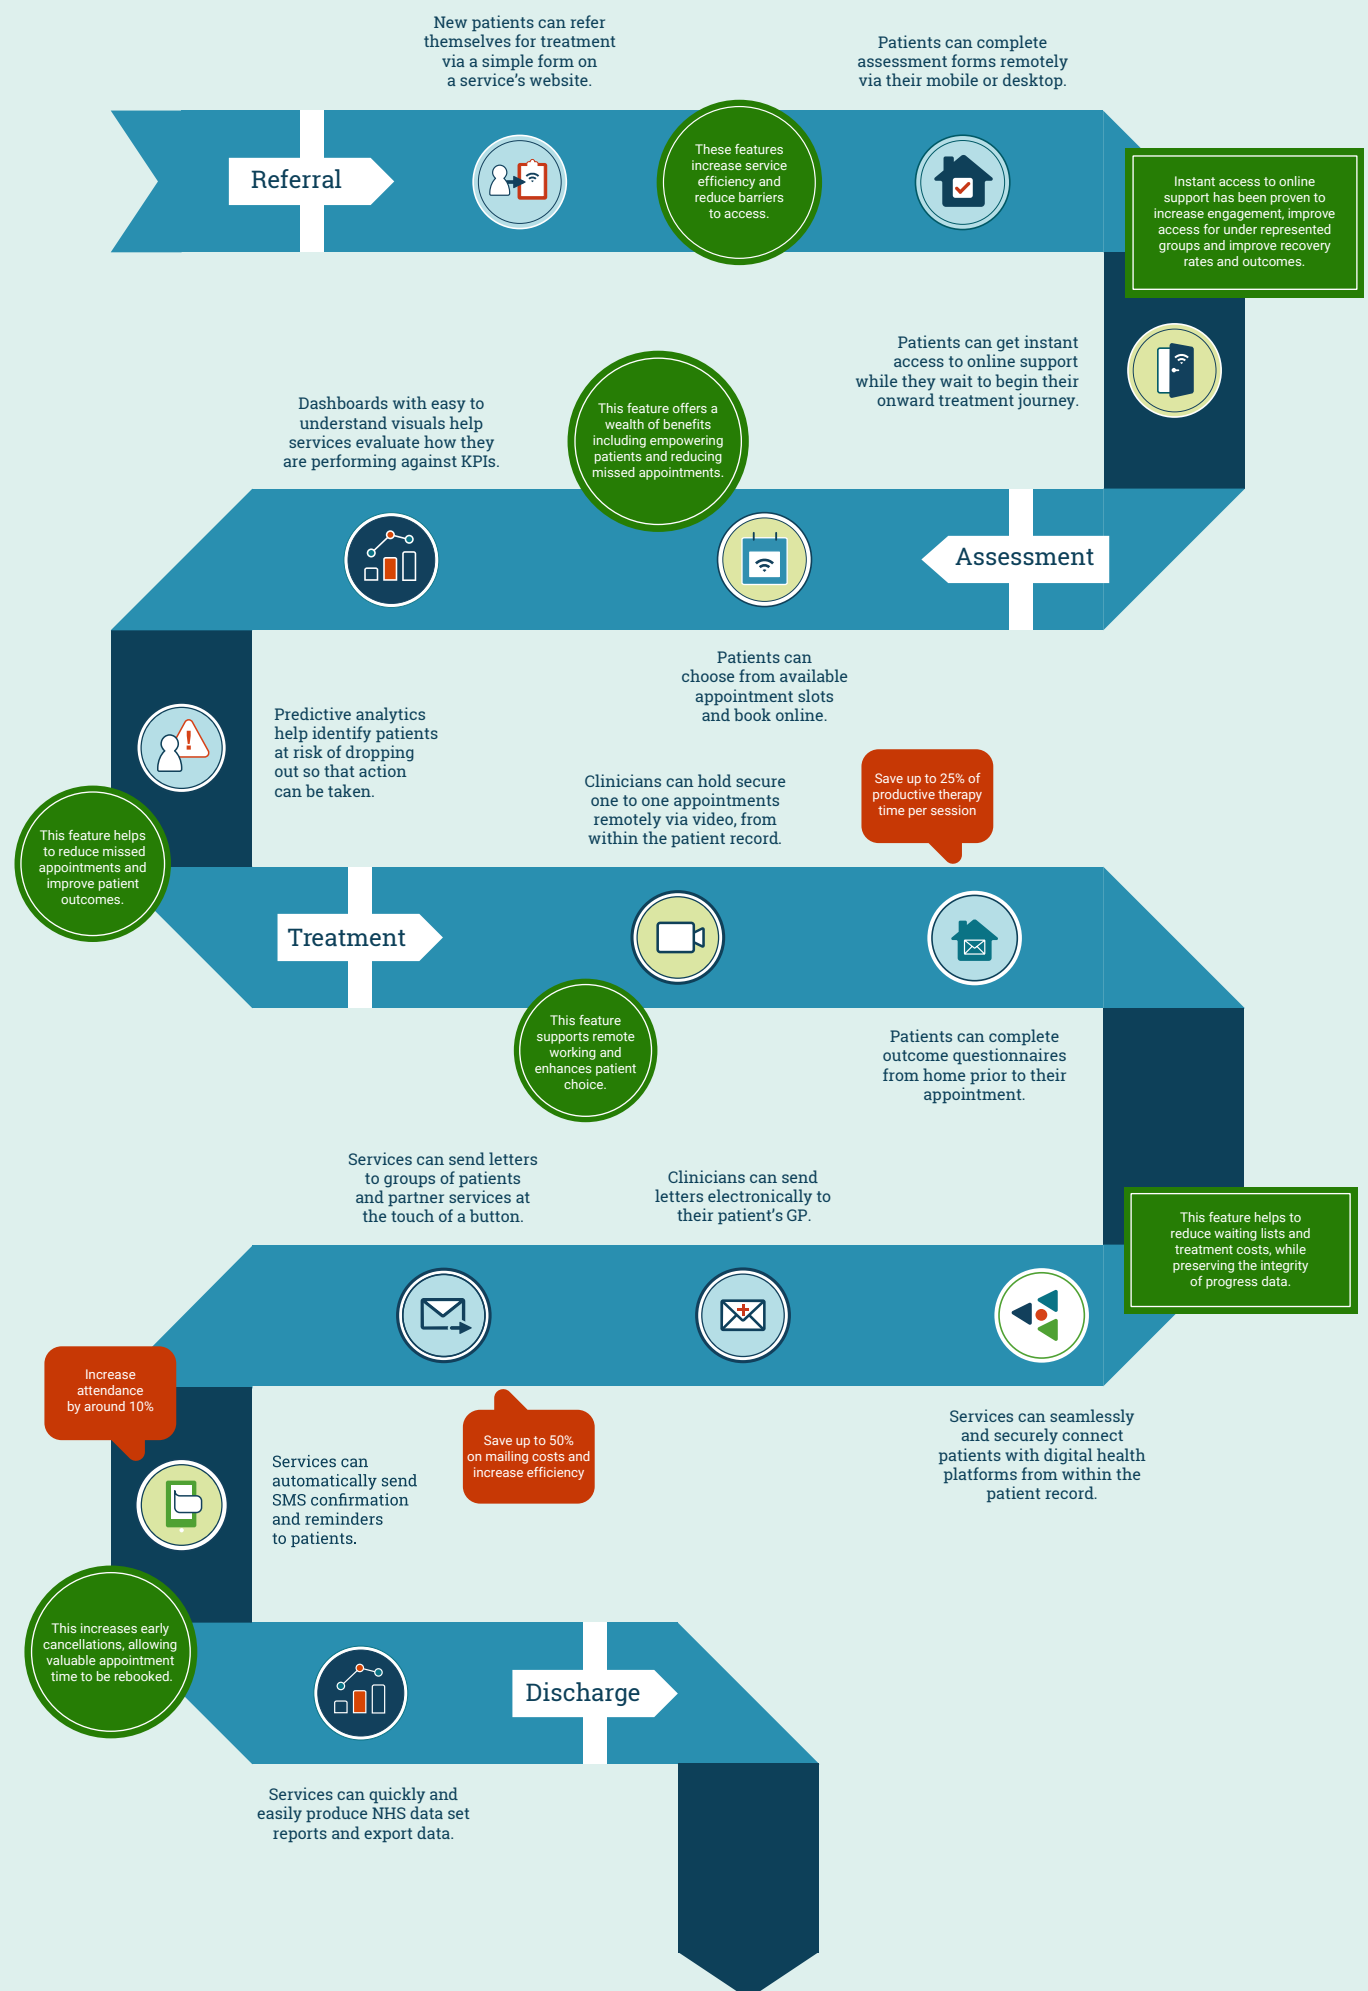 New patients can refer
themselves for treatment
via a simple form on
a service's website.
Patients can complete
assessment forms remotely
via their mobile or desktop.
Referral
These features
increase service
efficiency and
reduce barriers
to access.
Instant access to online
support has been proven to
increase engagement, improve
access for under represented
groups and improve recovery
rates and outcomes.
Patients can get instant
access to online support
while they wait to begin their
onward treatment journey.
Assessment
This feature offers a
wealth of benefits
including empowering
patients and reducing
missed appointments.
Patients can
choose from available
appointment slots
and book online.
Dashboards with easy to
understand visuals help
services evaluate how they
are performing against KPIs.
Predictive analytics
help identify patients
at risk of dropping
out so that action
can be taken.
This feature helps
to reduce missed
appointments and
improve patient
outcomes.
Treatment
Clinicians can hold secure
one to one appointments
remotely via video, from
within the patient record.
This feature
supports remote
working and
enhances patient
choice.
Save up to 25% of
productive therapy
time per session
Patients can complete
outcome questionnaires
from home prior to their
appointment.
This feature helps to
reduce waiting lists and
treatment costs, while
preserving the integrity
of progress data.
Services can seamlessly
and securely connect
patients with digital health
platforms from within the
patient record.
Clinicians can send
letters electronically to
their patient's GP.
Services can send letters
to groups of patients
and partner services at
the touch of a button.
Save up to 50%
on mailing costs and
increase efficiency
Increase
attendance
by around 10%
Services can
automatically send
SMS confirmation
and reminders
to patients.
This increases early
cancellations, allowing
valuable appointment
time to be rebooked.
Discharge
Services can quickly and
easily produce NHS data set
reports and export data.